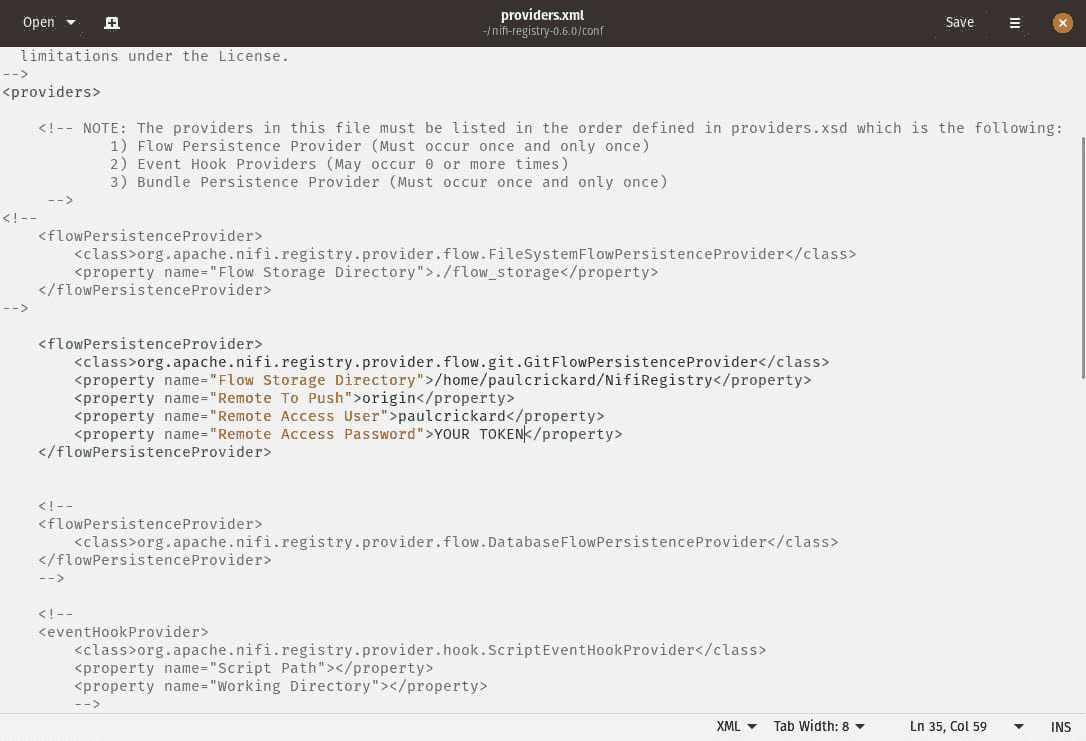 Open
providers.xml
~/nifi-registry-0.6.0/conf
Save
  limitations under the License.
-->
<providers>
    <!-- NOTE: The providers in this file must be listed in the order defined in providers.xsd which is the following:
            1) Flow Persistence Provider (Must occur once and only once)
            2) Event Hook Providers (May occur 0 or more times)
            3) Bundle Persistence Provider (Must occur once and only once)
     -->
<!--
    <flowPersistenceProvider>
        <class>org.apache.nifi.registry.provider.flow.FileSystemFlowPersistenceProvider</class>
        <property name="Flow Storage Directory">./flow_storage</property>
    </flowPersistenceProvider>
-->
    <flowPersistenceProvider>
        <class>org.apache.nifi.registry.provider.flow.git.GitFlowPersistenceProvider</class>
        <property name="Flow Storage Directory">/home/paulcrickard/NifiRegistry</property>
        <property name="Remote To Push">origin</property>
        <property name="Remote Access User">paulcrickard</property>
        <property name="Remote Access Password">YOUR TOKEN</property>
    </flowPersistenceProvider>
    <!--
    <flowPersistenceProvider>
        <class>org.apache.nifi.registry.provider.flow.DatabaseFlowPersistenceProvider</class>
    </flowPersistenceProvider>
    -->
    <!--
    <eventHookProvider>
        <class>org.apache.nifi.registry.provider.hook.ScriptEventHookProvider</class>
        <property name="Script Path"></property>
        <property name="Working Directory"></property>
        -->
XML
Tab Width: 8
Ln 35, Col 59
INS